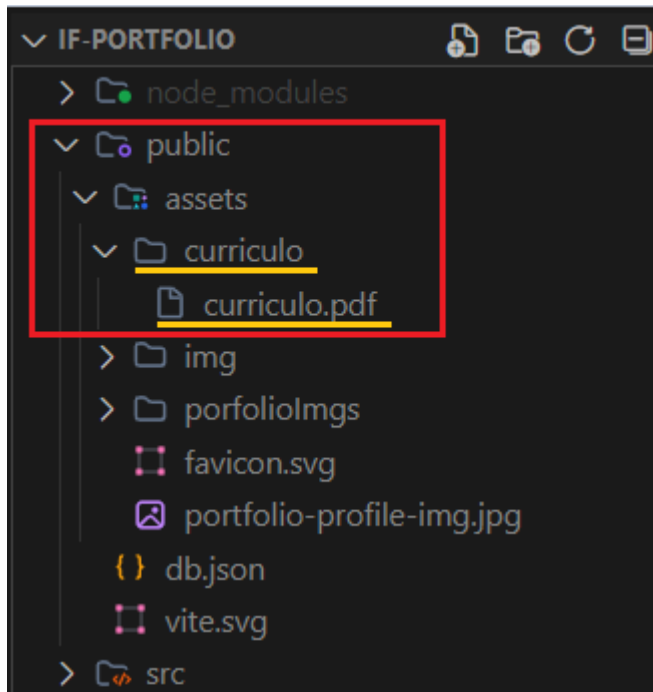 IF-PORTFOLIO
node_modules
public
assets
curriculo
curriculo.pdf
img
porfolioImgs
favicon.svg
portfolio-profile-img.jpg
{} db.json
vite.svg
src